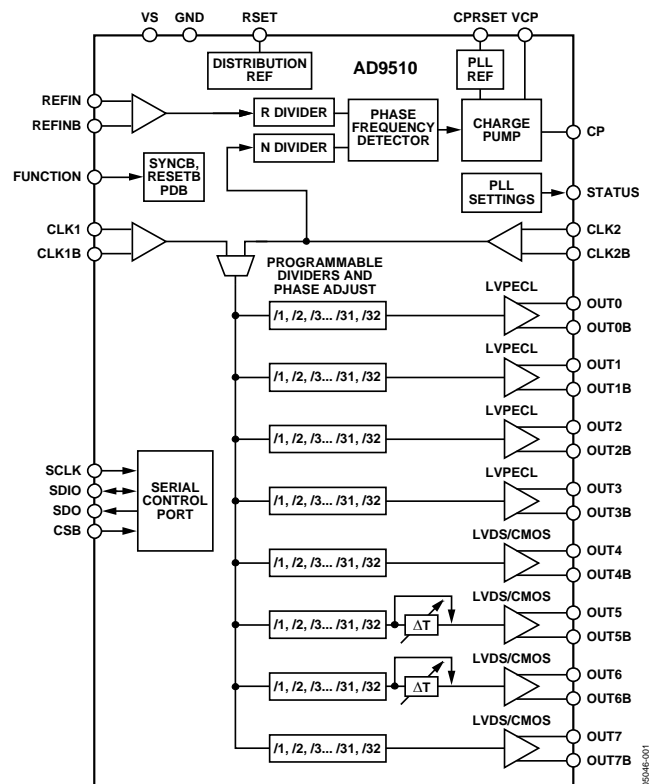 VS GND RSET CPRSET VCP
DISTRIBUTION
REF
AD9510
PLL
REF
REFIN
REFINB
R DIVIDER
N DIVIDER
PHASE
FREQUENCY
DETECTOR
CHARGE
PUMP
CP
FUNCTION
SYNCB,
RESETB
PDB
PLL
SETTINGS
STATUS
CLK1
CLK1B
CLK2
CLK2B
PROGRAMMABLE
DIVIDERS AND
PHASE ADJUST
LVPECL
/1, /2, /3... /31, /32
OUT0
OUT0B
LVPECL
/1, /2, /3... /31, /32
OUT1
OUT1B
LVPECL
/1, /2, /3... /31, /32
OUT2
OUT2B
SCLK
SDIO
SDO
CSB
SERIAL
CONTROL
PORT
LVPECL
/1, /2, /3... /31, /32
OUT3
OUT3B
LVDS/CMOS
/1, /2, /3... /31, /32
OUT4
OUT4B
LVDS/CMOS
/1, /2, /3... /31, /32
ΔT
OUT5
OUT5B
LVDS/CMOS
/1, /2, /3... /31, /32
ΔT
OUT6
OUT6B
LVDS/CMOS
/1, /2, /3... /31, /32
OUT7
OUT7B
05046-001